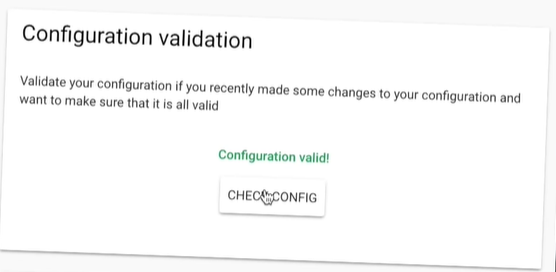 Configuration validation
Validate your configuration if you recently made some changes to your configuration and
want to make sure that it is all valid
Configuration valid!
CHECK CONFIG